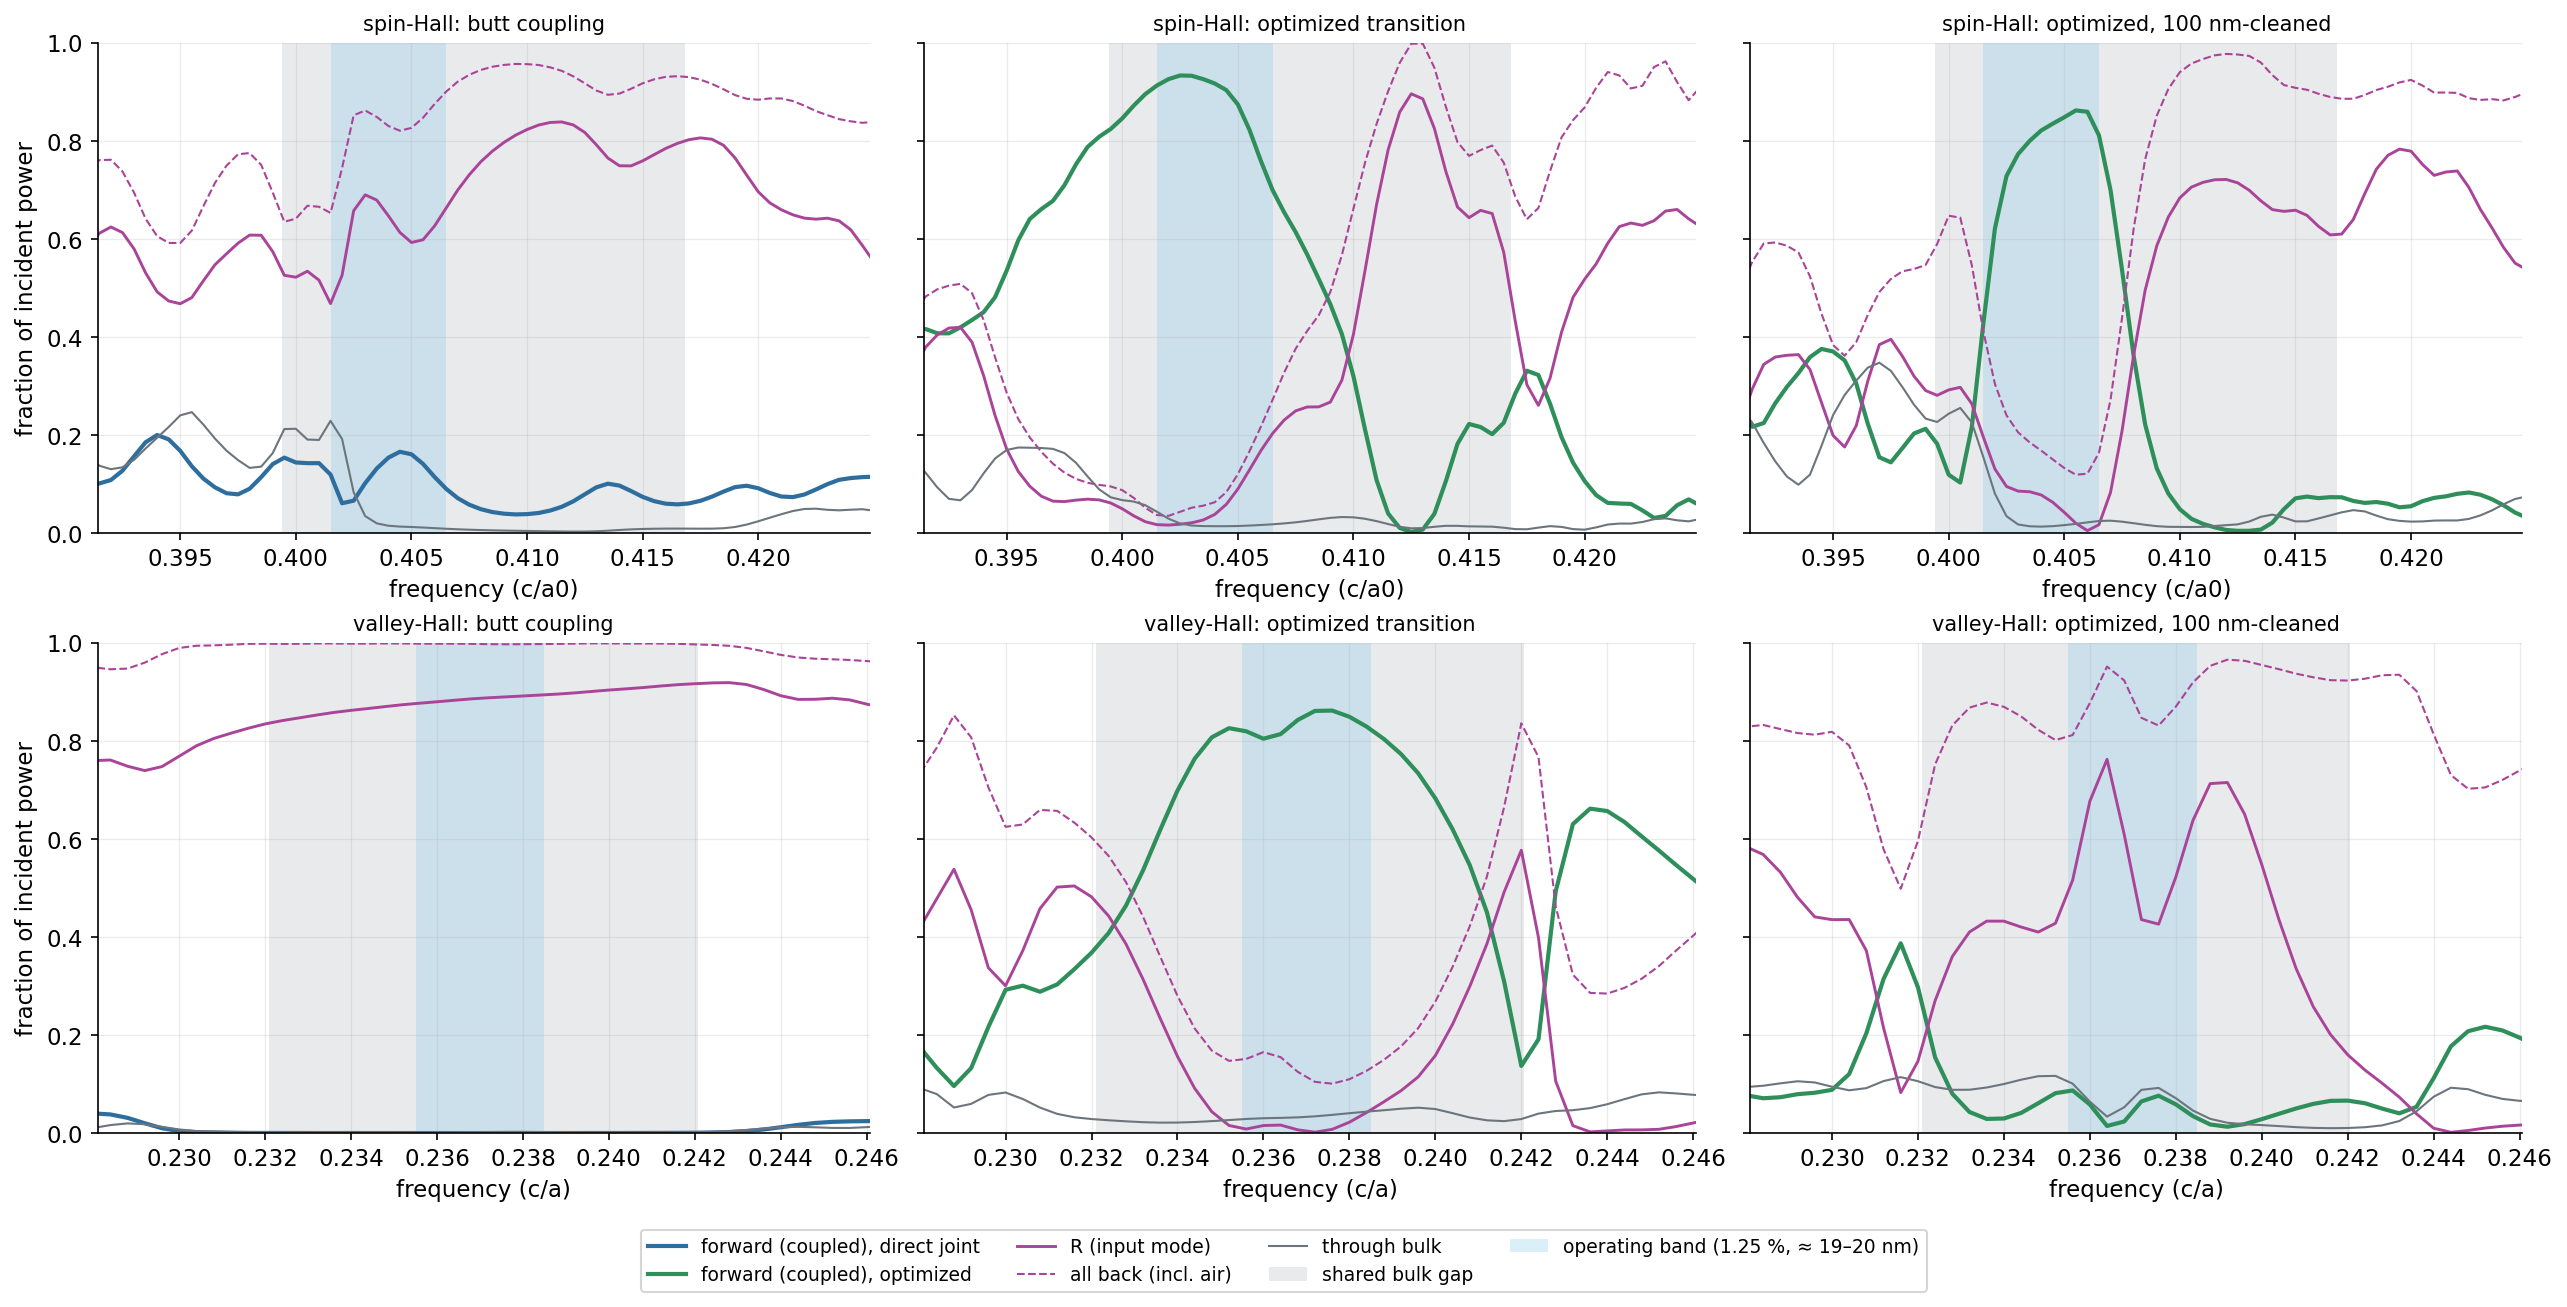 spin-Hall: butt coupling
spin-Hall: optimized transition
spin-Hall: optimized, 100 nm-cleaned
fraction of incident power
1.0
0.8
0.6
0.4
0.2
0.0
0.395 0.400 0.405 0.410 0.415 0.420
0.395 0.400 0.405 0.410 0.415 0.420
0.395 0.400 0.405 0.410 0.415 0.420
frequency (c/a0)
frequency (c/a0)
frequency (c/a0)
valley-Hall: butt coupling
valley-Hall: optimized transition
valley-Hall: optimized, 100 nm-cleaned
fraction of incident power
1.0
0.8
0.6
0.4
0.2
0.0
0.230 0.232 0.234 0.236 0.238 0.240 0.242 0.244 0.246
0.230 0.232 0.234 0.236 0.238 0.240 0.242 0.244 0.246
0.230 0.232 0.234 0.236 0.238 0.240 0.242 0.244 0.246
frequency (c/a)
frequency (c/a)
frequency (c/a)
forward (coupled), direct joint
forward (coupled), optimized
R (input mode)
all back (incl. air)
through bulk
shared bulk gap
operating band (1.25 %, ≈ 19–20 nm)